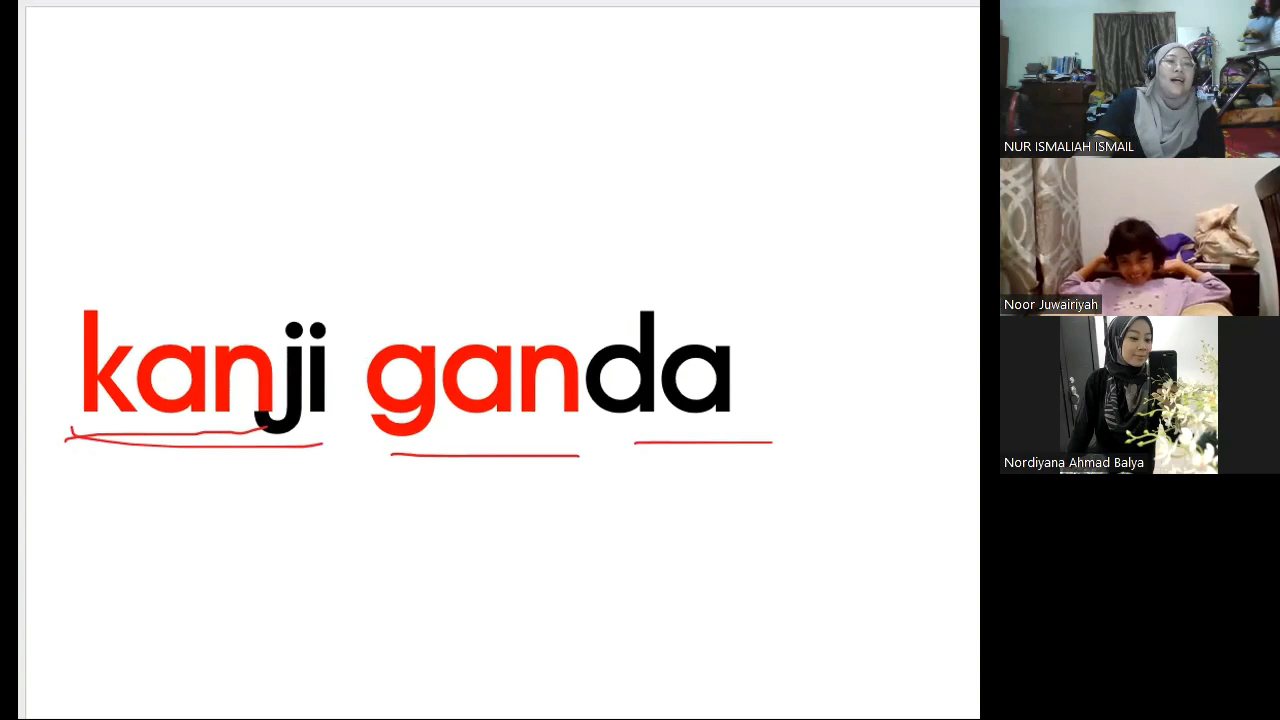 kanji ganda
NUR ISMALIAH ISMAIL
Noor Juwairiyah
Nordiyana Ahmad Balya